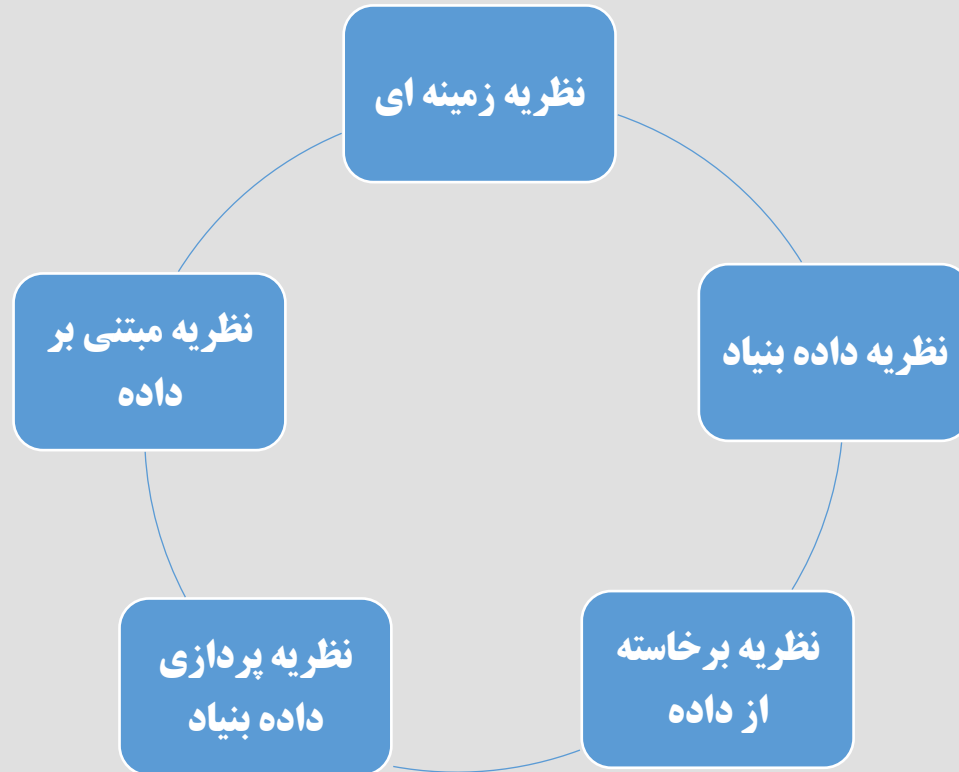 نظریه زمینه ای
نظریه داده بنیاد
نظریه برخاسته
از داده
نظریه پردازی
داده بنیاد
نظریه مبتنی بر
داده